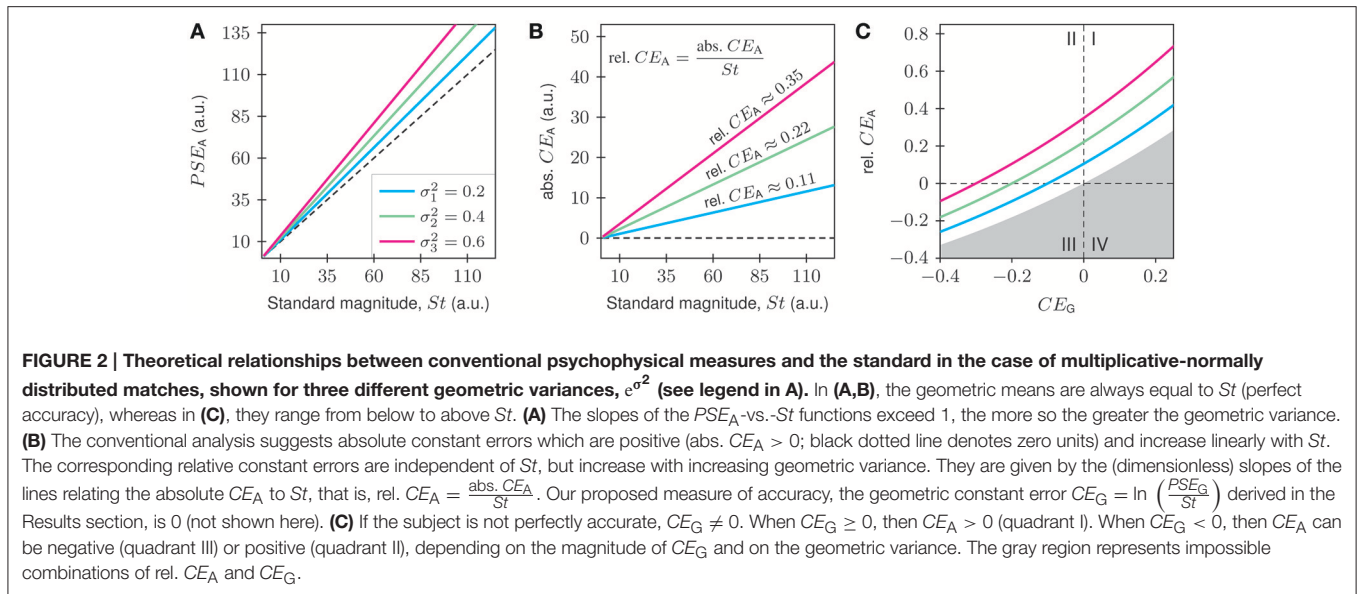 A
135
110
85
60
35
10
PSE_A (a.u.)
σ₁² = 0.2
σ₂² = 0.4
σ₃² = 0.6
10 35 60 85 110
Standard magnitude, St (a.u.)
B
50
40
30
20
10
0
abs. CE_A (a.u.)
rel. CE_A = abs. CE_A / St
rel. CE_A ≈ 0.35
rel. CE_A ≈ 0.22
rel. CE_A ≈ 0.11
10 35 60 85 110
Standard magnitude, St (a.u.)
C
0.8
0.6
0.4
0.2
0
−0.2
−0.4
rel. CE_A
II I
III IV
−0.4 −0.2 0 0.2
CE_G
FIGURE 2 | Theoretical relationships between conventional psychophysical measures and the standard in the case of multiplicative-normally
distributed matches, shown for three different geometric variances, e^σ² (see legend in A). In (A,B), the geometric means are always equal to St (perfect
accuracy), whereas in (C), they range from below to above St. (A) The slopes of the PSE_A-vs.-St functions exceed 1, the more so the greater the geometric variance.
(B) The conventional analysis suggests absolute constant errors which are positive (abs. CE_A > 0; black dotted line denotes zero units) and increase linearly with St.
The corresponding relative constant errors are independent of St, but increase with increasing geometric variance. They are given by the (dimensionless) slopes of the
lines relating the absolute CE_A to St, that is, rel. CE_A = abs. CE_A / St. Our proposed measure of accuracy, the geometric constant error CE_G = ln (PSE_G / St) derived in the
Results section, is 0 (not shown here). (C) If the subject is not perfectly accurate, CE_G ≠ 0. When CE_G ≥ 0, then CE_A > 0 (quadrant I). When CE_G < 0, then CE_A can
be negative (quadrant III) or positive (quadrant II), depending on the magnitude of CE_G and on the geometric variance. The gray region represents impossible
combinations of rel. CE_A and CE_G.